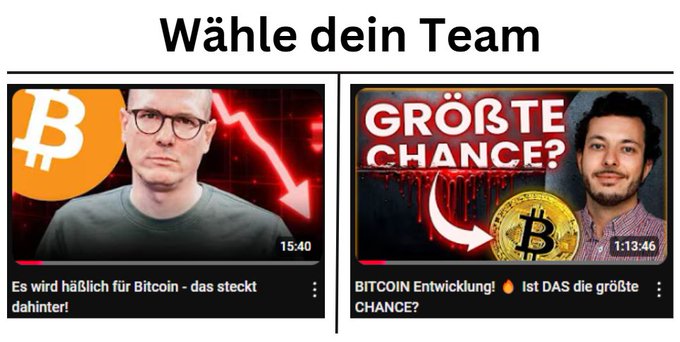 Wähle dein Team
15:40
Es wird häßlich für Bitcoin - das steckt
dahinter!
GRÖßTE
CHANCE?
1:13:46
BITCOIN Entwicklung! 🔥 Ist DAS die größte
CHANCE?